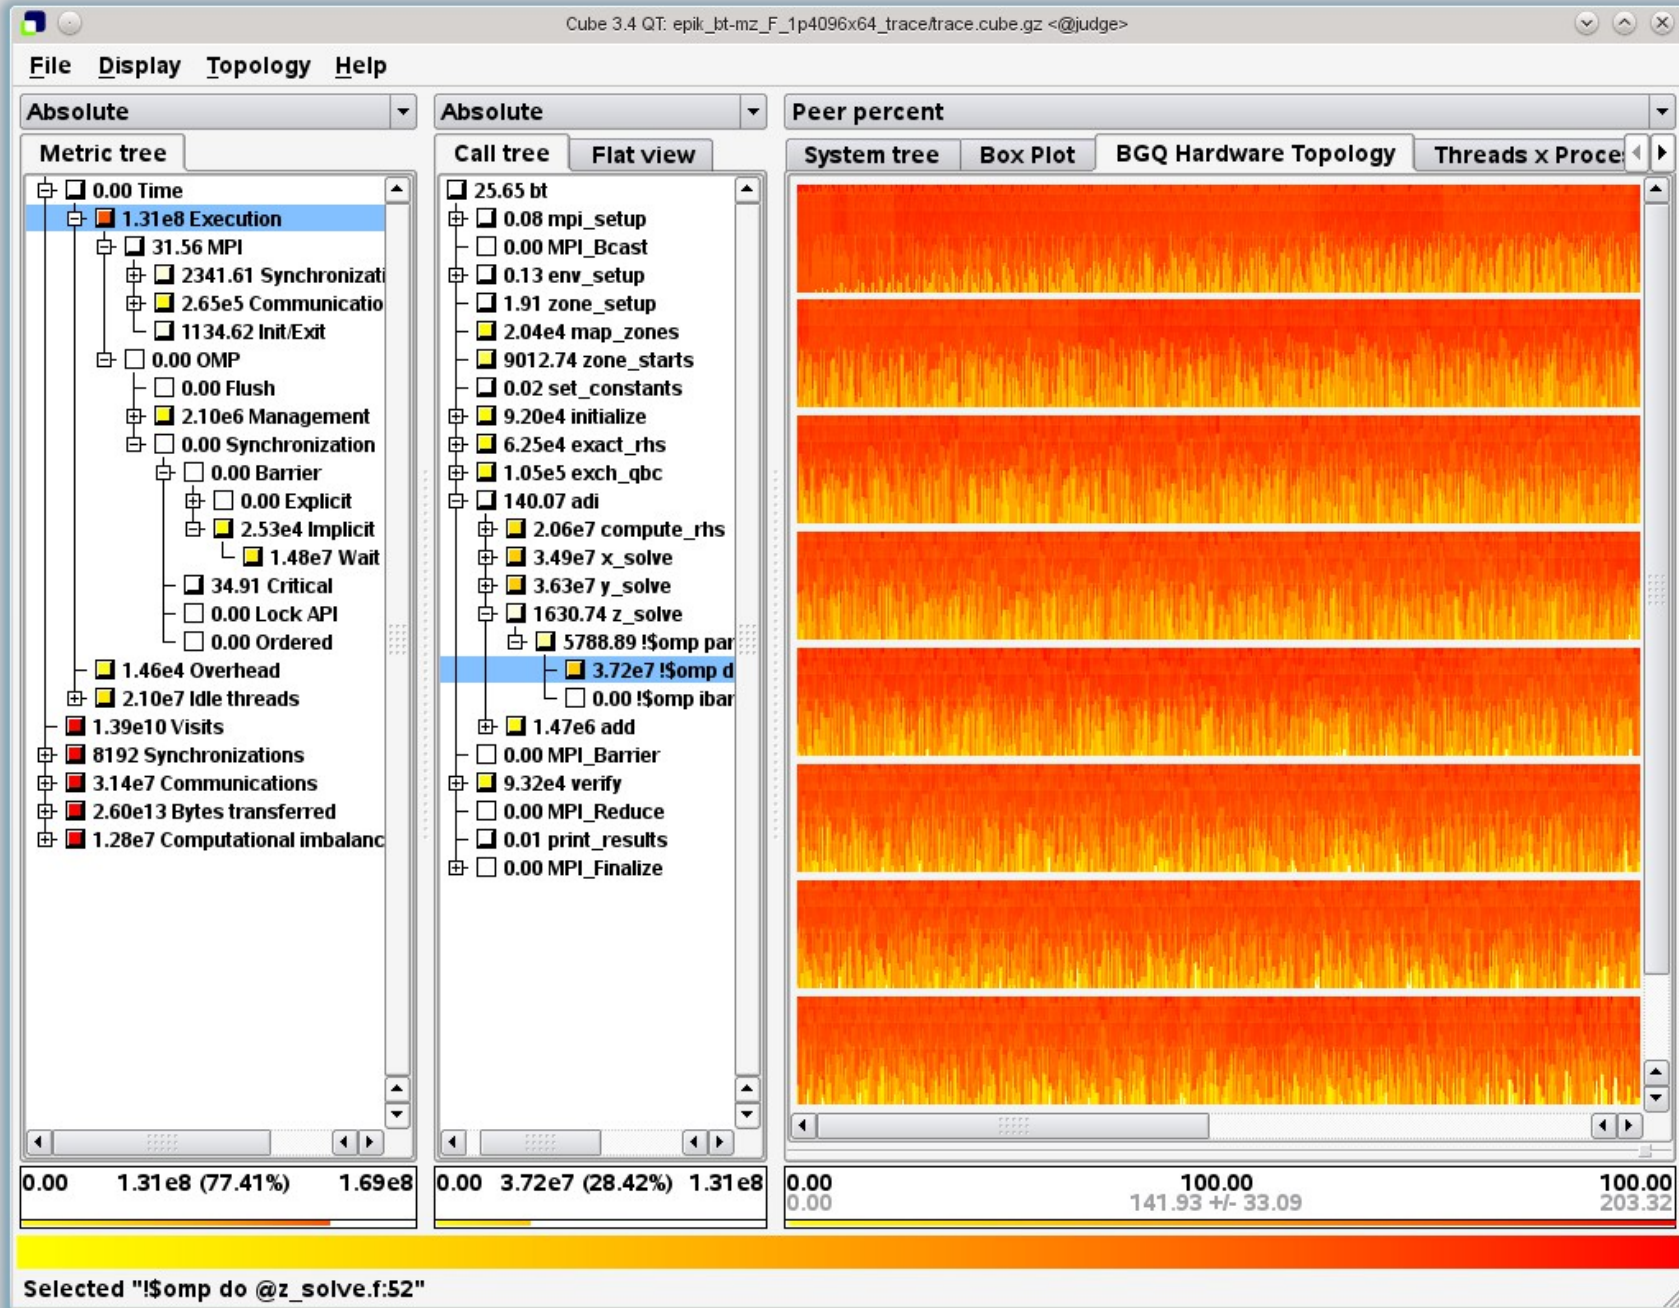 Cube 3.4 QT: epik_bt-mz_F_1p4096x64_trace/trace.cube.gz <@judge>
File Display Topology Help
Absolute
Metric tree
0.00 Time
1.31e8 Execution
31.56 MPI
2341.61 Synchronizati
2.65e5 Communicatio
1134.62 Init/Exit
0.00 OMP
0.00 Flush
2.10e6 Management
0.00 Synchronization
0.00 Barrier
0.00 Explicit
2.53e4 Implicit
1.48e7 Wait
34.91 Critical
0.00 Lock API
0.00 Ordered
1.46e4 Overhead
2.10e7 Idle threads
1.39e10 Visits
8192 Synchronizations
3.14e7 Communications
2.60e13 Bytes transferred
1.28e7 Computational imbalanc
0.00 1.31e8 (77.41%) 1.69e8
Absolute
Call tree Flat view
25.65 bt
0.08 mpi_setup
0.00 MPI_Bcast
0.13 env_setup
1.91 zone_setup
2.04e4 map_zones
9012.74 zone_starts
0.02 set_constants
9.20e4 initialize
6.25e4 exact_rhs
1.05e5 exch_qbc
140.07 adi
2.06e7 compute_rhs
3.49e7 x_solve
3.63e7 y_solve
1630.74 z_solve
5788.89 !$omp par
3.72e7 !$omp d
0.00 !$omp ibar
1.47e6 add
0.00 MPI_Barrier
9.32e4 verify
0.00 MPI_Reduce
0.01 print_results
0.00 MPI_Finalize
0.00 3.72e7 (28.42%) 1.31e8
Peer percent
System tree Box Plot BGQ Hardware Topology Threads x Proce
0.00 100.00 100.00
0.00 141.93 +/- 33.09 203.32
Selected "!$omp do @z_solve.f:52"